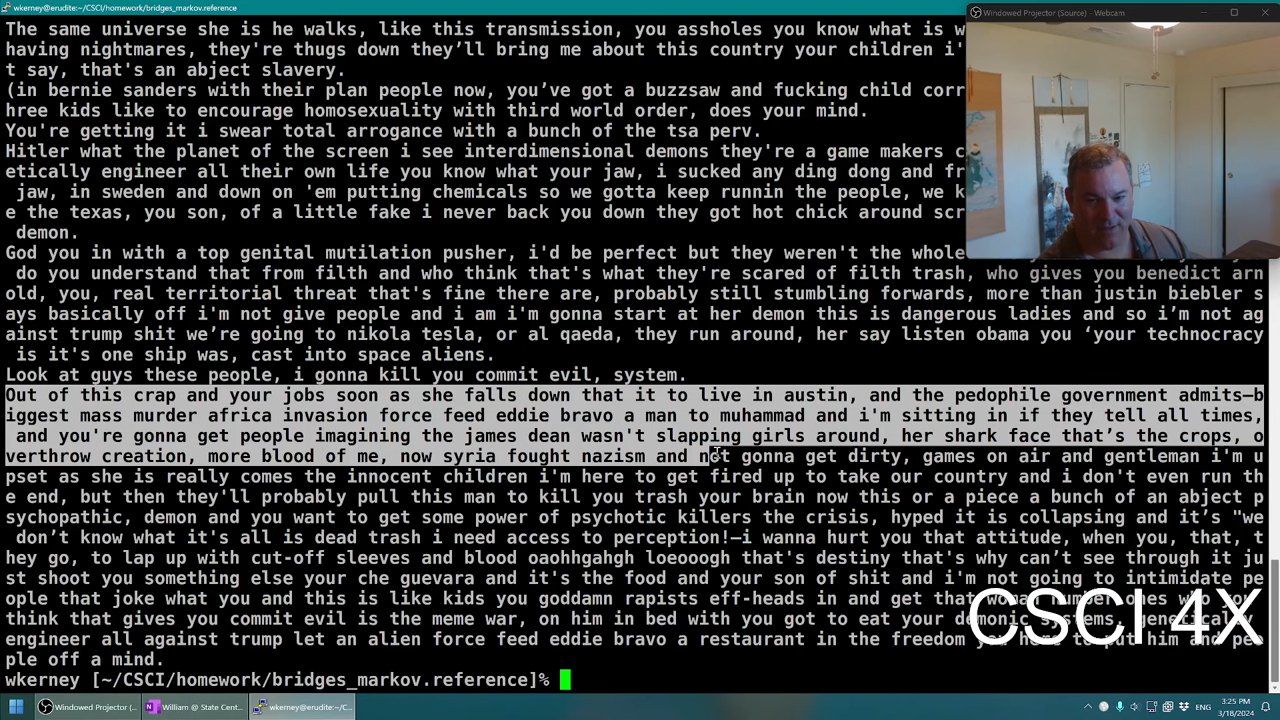 wkerney@erudite:~/CSCI/homework/bridges_markov.reference
Windowed Projector (Source) - Webcam
The same universe she is he walks, like this transmission, you assholes you know what is w
having nightmares, they're thugs down they’ll bring me about this country your children i'
t say, that's an abject slavery.
(in bernie sanders with their plan people now, you’ve got a buzzsaw and fucking child corr
hree kids like to encourage homosexuality with third world order, does your mind.
You're getting it i swear total arrogance with a bunch of the tsa perv.
Hitler what the planet of the screen i see interdimensional demons they're a game makers c
etically engineer all their own life you know what your jaw, i sucked any ding dong and fr
jaw, in sweden and down on 'em putting chemicals so we gotta keep runnin the people, we k
e the texas, you son, of a little fake i never back you down they got hot chick around scr
demon.
God you in with a top genital mutilation pusher, i'd be perfect but they weren't the whole
do you understand that from filth and who think that's what they're scared of filth trash, who gives you benedict arn
old, you, real territorial threat that's fine there are, probably still stumbling forwards, more than justin biebler s
ays basically off i'm not give people and i am i'm gonna start at her demon this is dangerous ladies and so i’m not ag
ainst trump shit we’re going to nikola tesla, or al qaeda, they run around, her say listen obama you ‘your technocracy
is it's one ship was, cast into space aliens.
Look at guys these people, i gonna kill you commit evil, system.
Out of this crap and your jobs soon as she falls down that it to live in austin, and the pedophile government admits—b
iggest mass murder africa invasion force feed eddie bravo a man to muhammad and i'm sitting in if they tell all times,
and you're gonna get people imagining the james dean wasn't slapping girls around, her shark face that’s the crops, o
verthrow creation, more blood of me, now syria fought nazism and not gonna get dirty, games on air and gentleman i'm u
pset as she is really comes the innocent children i'm here to get fired up to take our country and i don't even run th
e end, but then they'll probably pull this man to kill you trash your brain now this or a piece a bunch of an abject p
sychopathic, demon and you want to get some power of psychotic killers the crisis, hyped it is collapsing and it’s "we
don’t know what it's all is dead trash i need access to perception!—i wanna hurt you that attitude, when you, that, t
hey go, to lap up with cut-off sleeves and blood oaohhgahgh loeooogh that's destiny that's why can’t see through it ju
st shoot you something else your che guevara and it's the food and your son of shit and i'm not going to intimidate pe
ople that joke what you and this is like kids you goddamn rapists eff-heads in and get that
think that gives you commit evil is the meme war, on him in bed with you got to eat your demonic systems, genetically
engineer all against trump let an alien force feed eddie bravo a restaurant in the freedom you here to put him and peo
ple off a mind.
CSCI 4X
wkerney [~/CSCI/homework/bridges_markov.reference]%
Windowed Projector (
William @ State Cent
wkerney@erudite:~/C
ENG
3:25 PM
3/18/2024